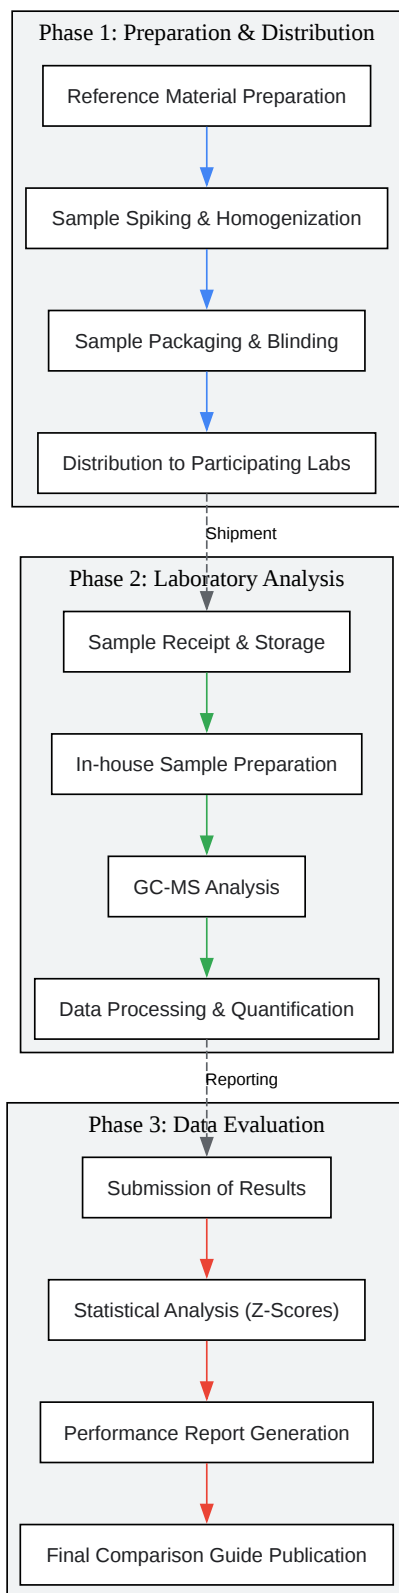 Phase 1: Preparation & Distribution
Reference Material Preparation
Sample Spiking & Homogenization
Sample Packaging & Blinding
Distribution to Participating Labs
Shipment
Phase 2: Laboratory Analysis
Sample Receipt & Storage
In-house Sample Preparation
GC-MS Analysis
Data Processing & Quantification
Reporting
Phase 3: Data Evaluation
Submission of Results
Statistical Analysis (Z-Scores)
Performance Report Generation
Final Comparison Guide Publication